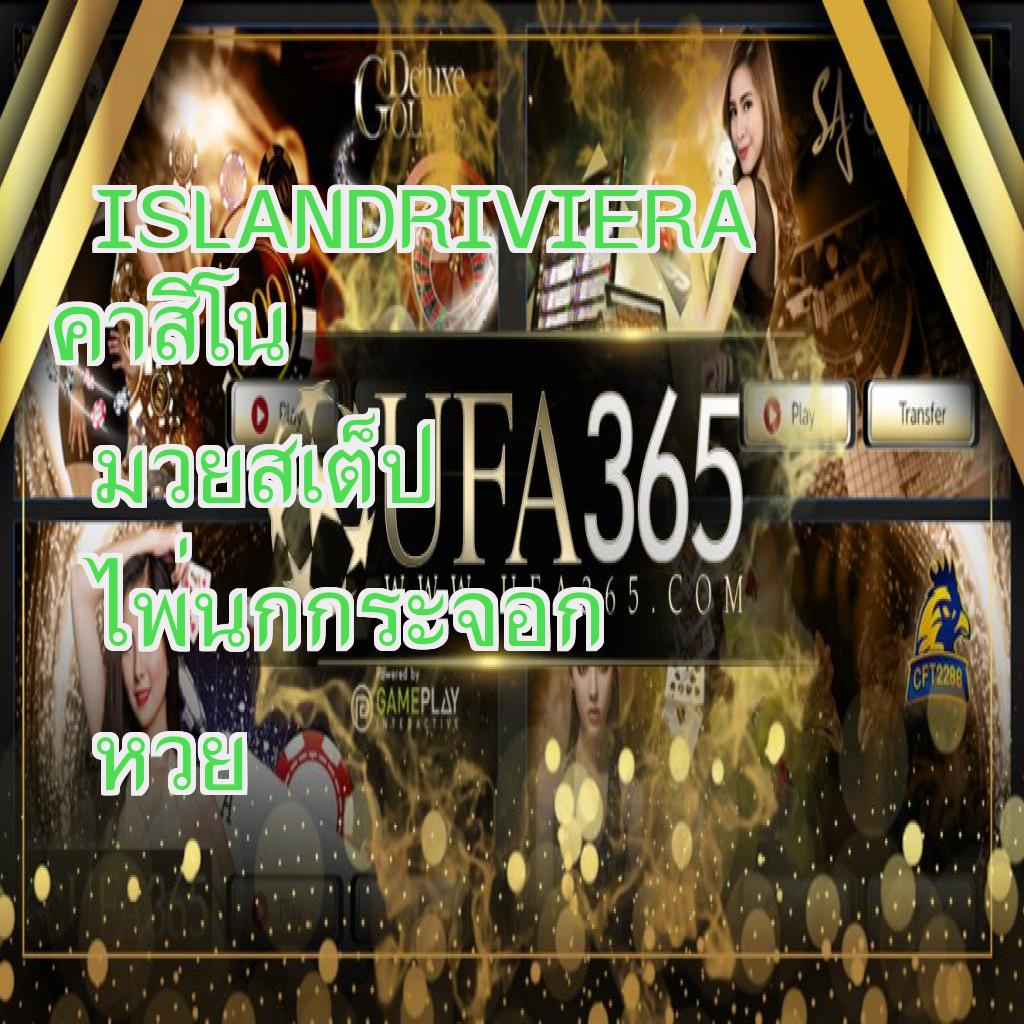 Deluxe
GOLD
SA
ISLANDRIVIERA
คาสิโน
Play
Play
Transfer
มวยสเต็ป
UFA365
WWW.UFA365.COM
ไพ่นกกระจอก
CFT2288
Powered by
GAMEPLAY
INTERACTIVE
หวย